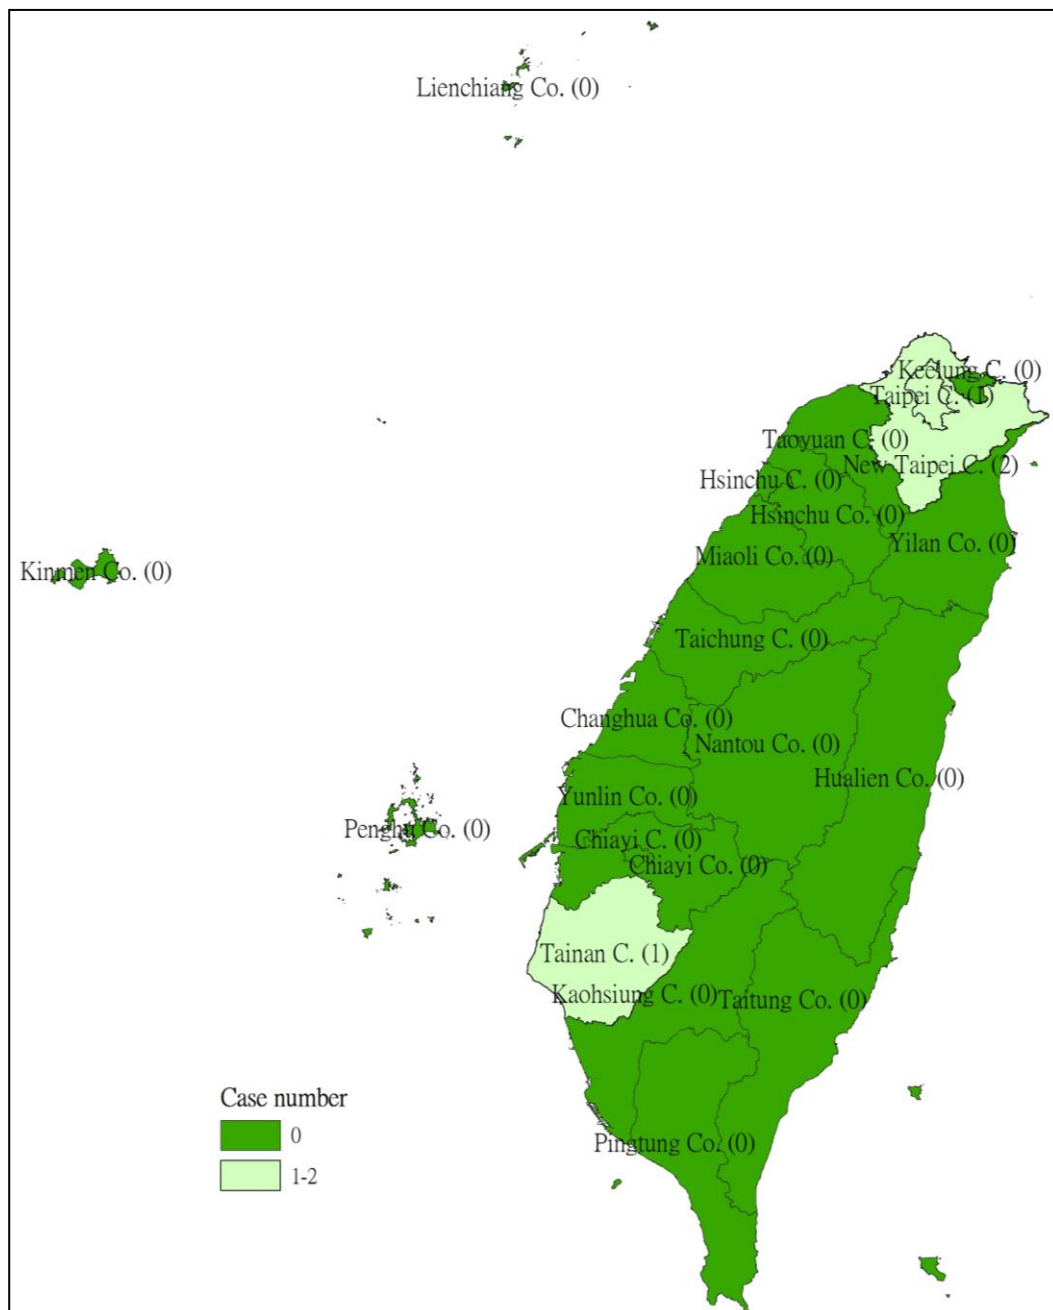 Lienchiang Co. (0)
Keelung C. (0)
Taipei C. (1)
Taoyuan C. (0)
New Taipei C. (2)
Hsinchu C. (0)
Hsinchu Co. (0)
Yilan Co. (0)
Miaoli Co. (0)
Kinmen Co. (0)
Taichung C. (0)
Changhua Co. (0)
Nantou Co. (0)
Hualien Co. (0)
Yunlin Co. (0)
Penghu Co. (0)
Chiayi C. (0)
Chiayi Co. (0)
Tainan C. (1)
Kaohsiung C. (0)
Taitung Co. (0)
Case number
0
Pingtung Co. (0)
1-2